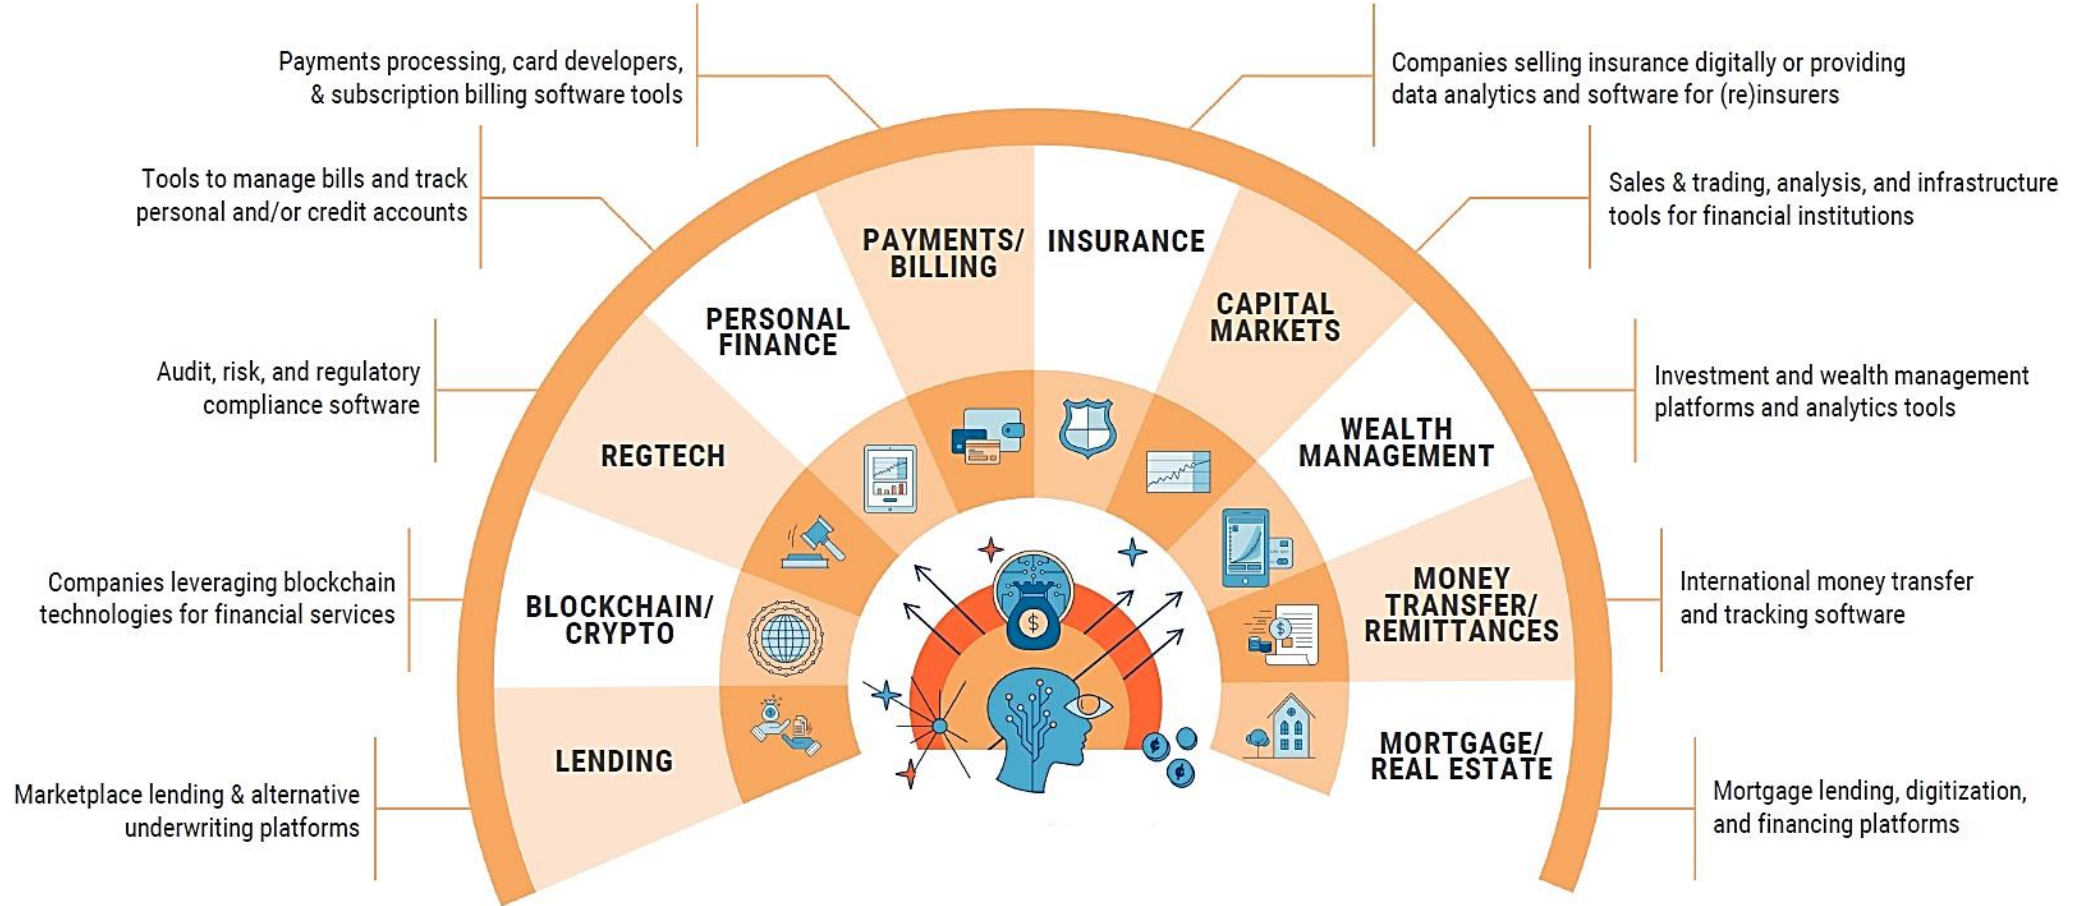 Payments processing, card developers,
& subscription billing software tools
Companies selling insurance digitally or providing
data analytics and software for (re)insurers
Tools to manage bills and track
personal and/or credit accounts
Sales & trading, analysis, and infrastructure
tools for financial institutions
Audit, risk, and regulatory
compliance software
Investment and wealth management
platforms and analytics tools
Companies leveraging blockchain
technologies for financial services
International money transfer
and tracking software
Marketplace lending & alternative
underwriting platforms
Mortgage lending, digitization,
and financing platforms
LENDING
BLOCKCHAIN/
CRYPTO
REGTECH
PERSONAL
FINANCE
PAYMENTS/
BILLING
INSURANCE
CAPITAL
MARKETS
WEALTH
MANAGEMENT
MONEY
TRANSFER/
REMITTANCES
MORTGAGE/
REAL ESTATE
$
$
¢
¢